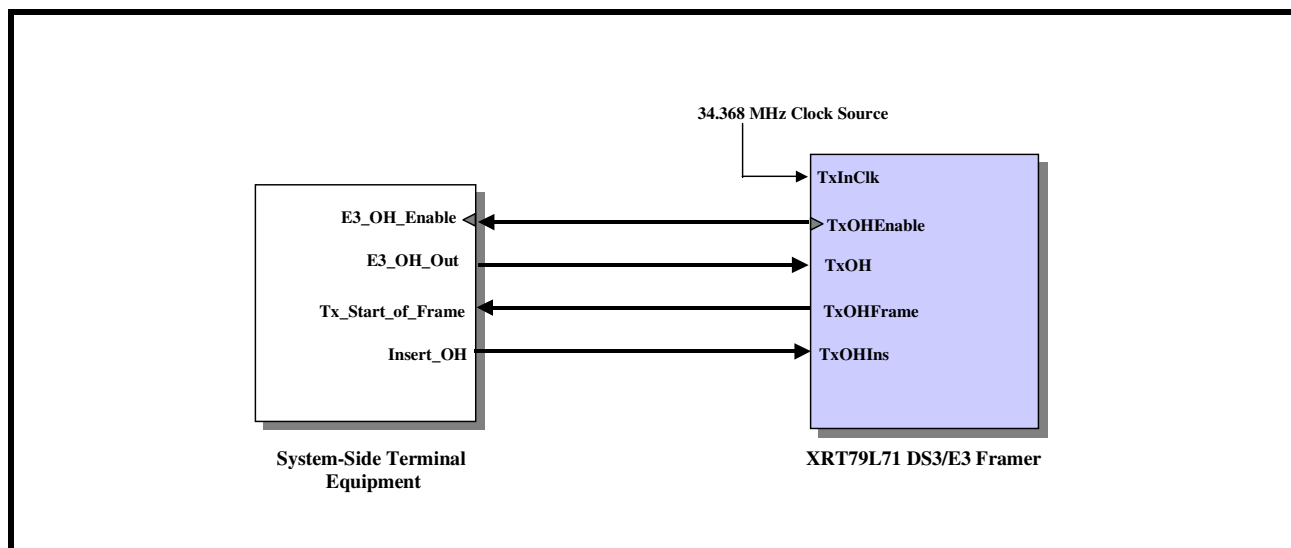 34.368 MHz Clock Source
TxInClk
E3_OH_Enable
TxOHEnable
E3_OH_Out
TxOH
Tx_Start_of_Frame
TxOHFrame
Insert_OH
TxOHIns
System-Side Terminal
Equipment
XRT79L71 DS3/E3 Framer